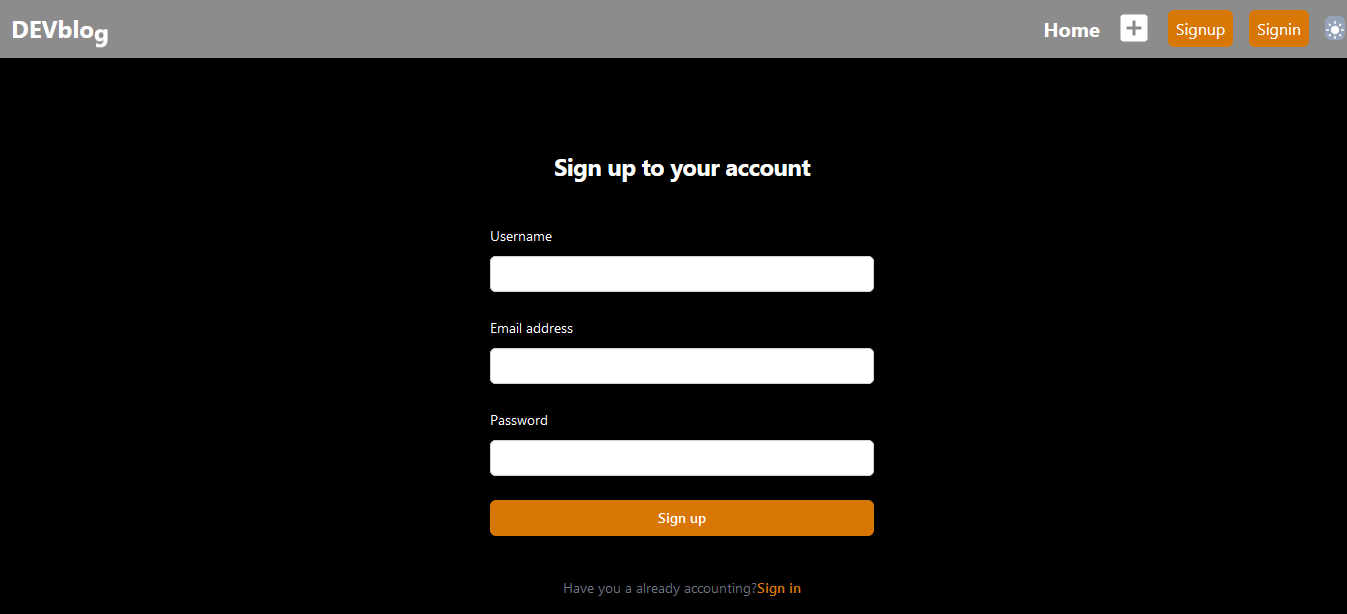 DEVblog Home Signup Signin
Sign up to your account
Username
Email address
Password
Sign up
Have you a already accounting?Sign in